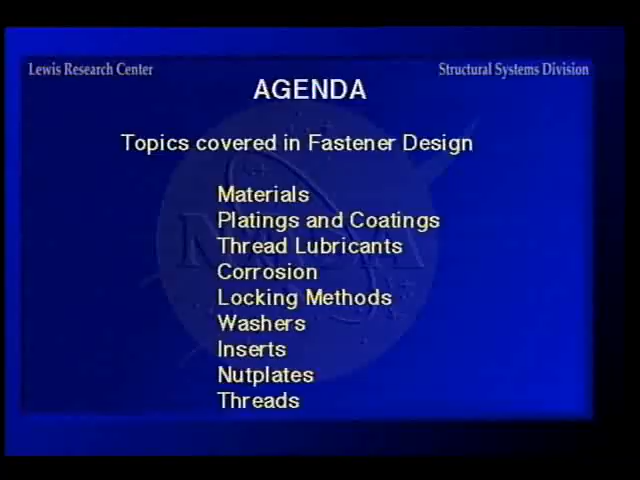 Lewis Research Center
Structural Systems Division
AGENDA
Topics covered in Fastener Design
Materials
Platings and Coatings
Thread Lubricants
Corrosion
Locking Methods
Washers
Inserts
Nutplates
Threads